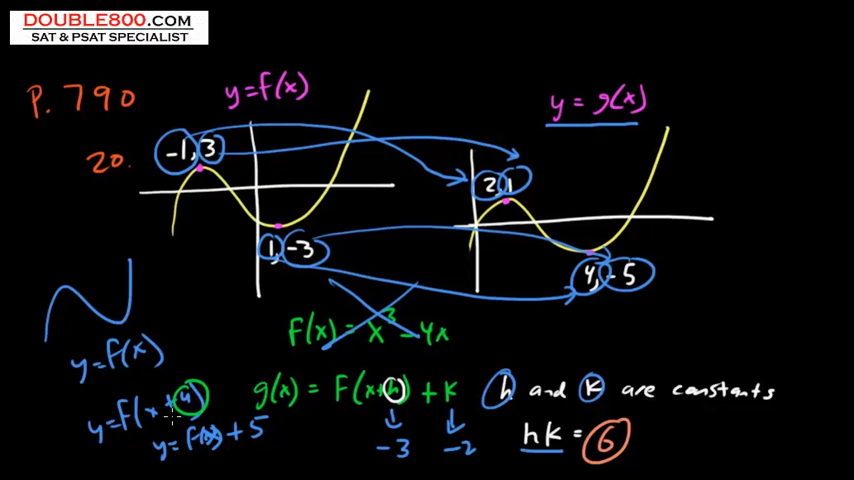 DOUBLE800.COM
SAT & PSAT SPECIALIST
P. 790
20.
y=f(x)
y = g(x)
-1, 3
2, 1
1, -3
4, -5
f(x) = x³ - 4x
y=f(x)
g(x) = f(x+h) + k
h and k are constants
y=f(x+4)
y=f(x)+5
-3
-2
hk = 6